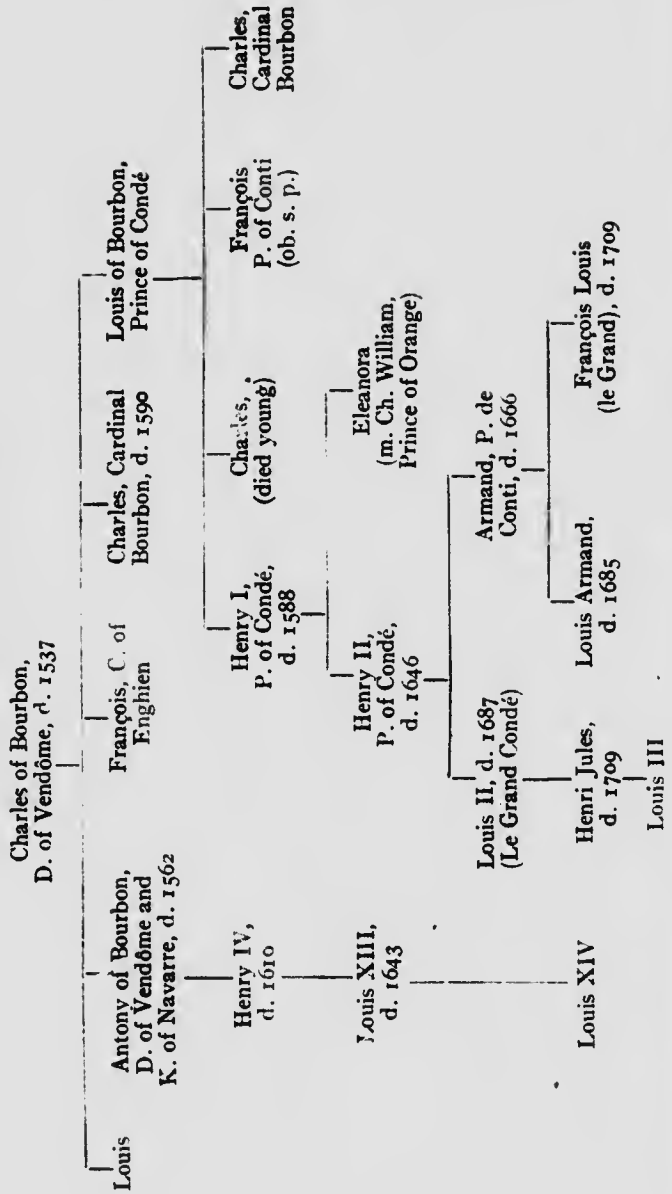 Charles of Bourbon,
D. of Vendôme, d. 1537
Louis
Antony of Bourbon,
D. of Vendôme and
K. of Navarre, d. 1562
François, C. of
Enghien
Charles, Cardinal
Bourbon, d. 1590
Louis of Bourbon,
Prince of Condé
Henry IV,
d. 1610
Henry I,
P. of Condé,
d. 1588
Charles,
(died young)
François
P. of Conti
(ob. s. p.)
Charles,
Cardinal
Bourbon
Louis XIII,
d. 1643
Henry II,
P. of Condé,
d. 1646
Eleanora
(m. Ch. William,
Prince of Orange)
Louis II, d. 1687
(Le Grand Condé)
Armand, P. de
Conti, d. 1666
Louis XIV
Henri Jules,
d. 1709
Louis Armand,
d. 1685
François Louis
(le Grand), d. 1709
Louis III